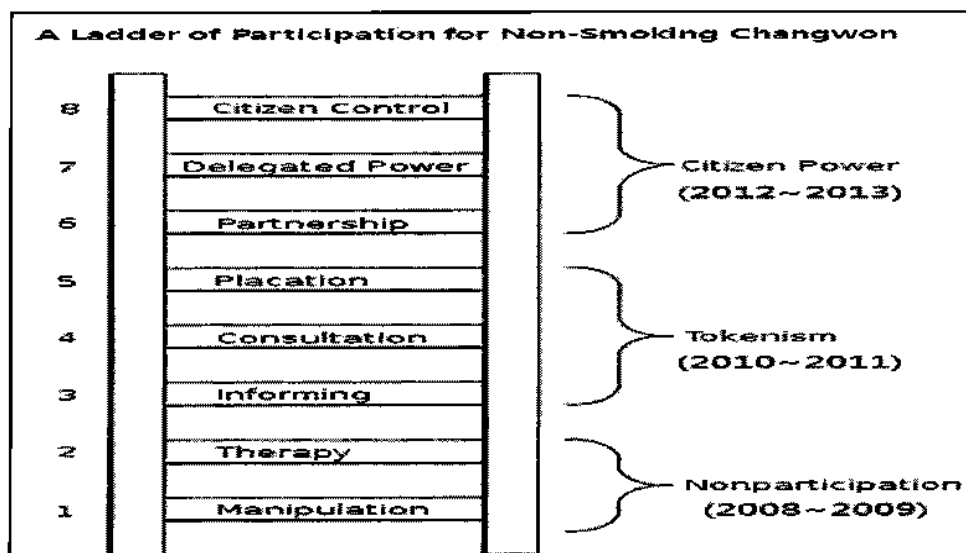 A Ladder of Participation for Non-Smoking Changwon
8 Citizen Control
7 Delegated Power
6 Partnership
5 Placation
4 Consultation
3 Informing
2 Therapy
1 Manipulation
Citizen Power
(2012~2013)
Tokenism
(2010~2011)
Nonparticipation
(2008~2009)